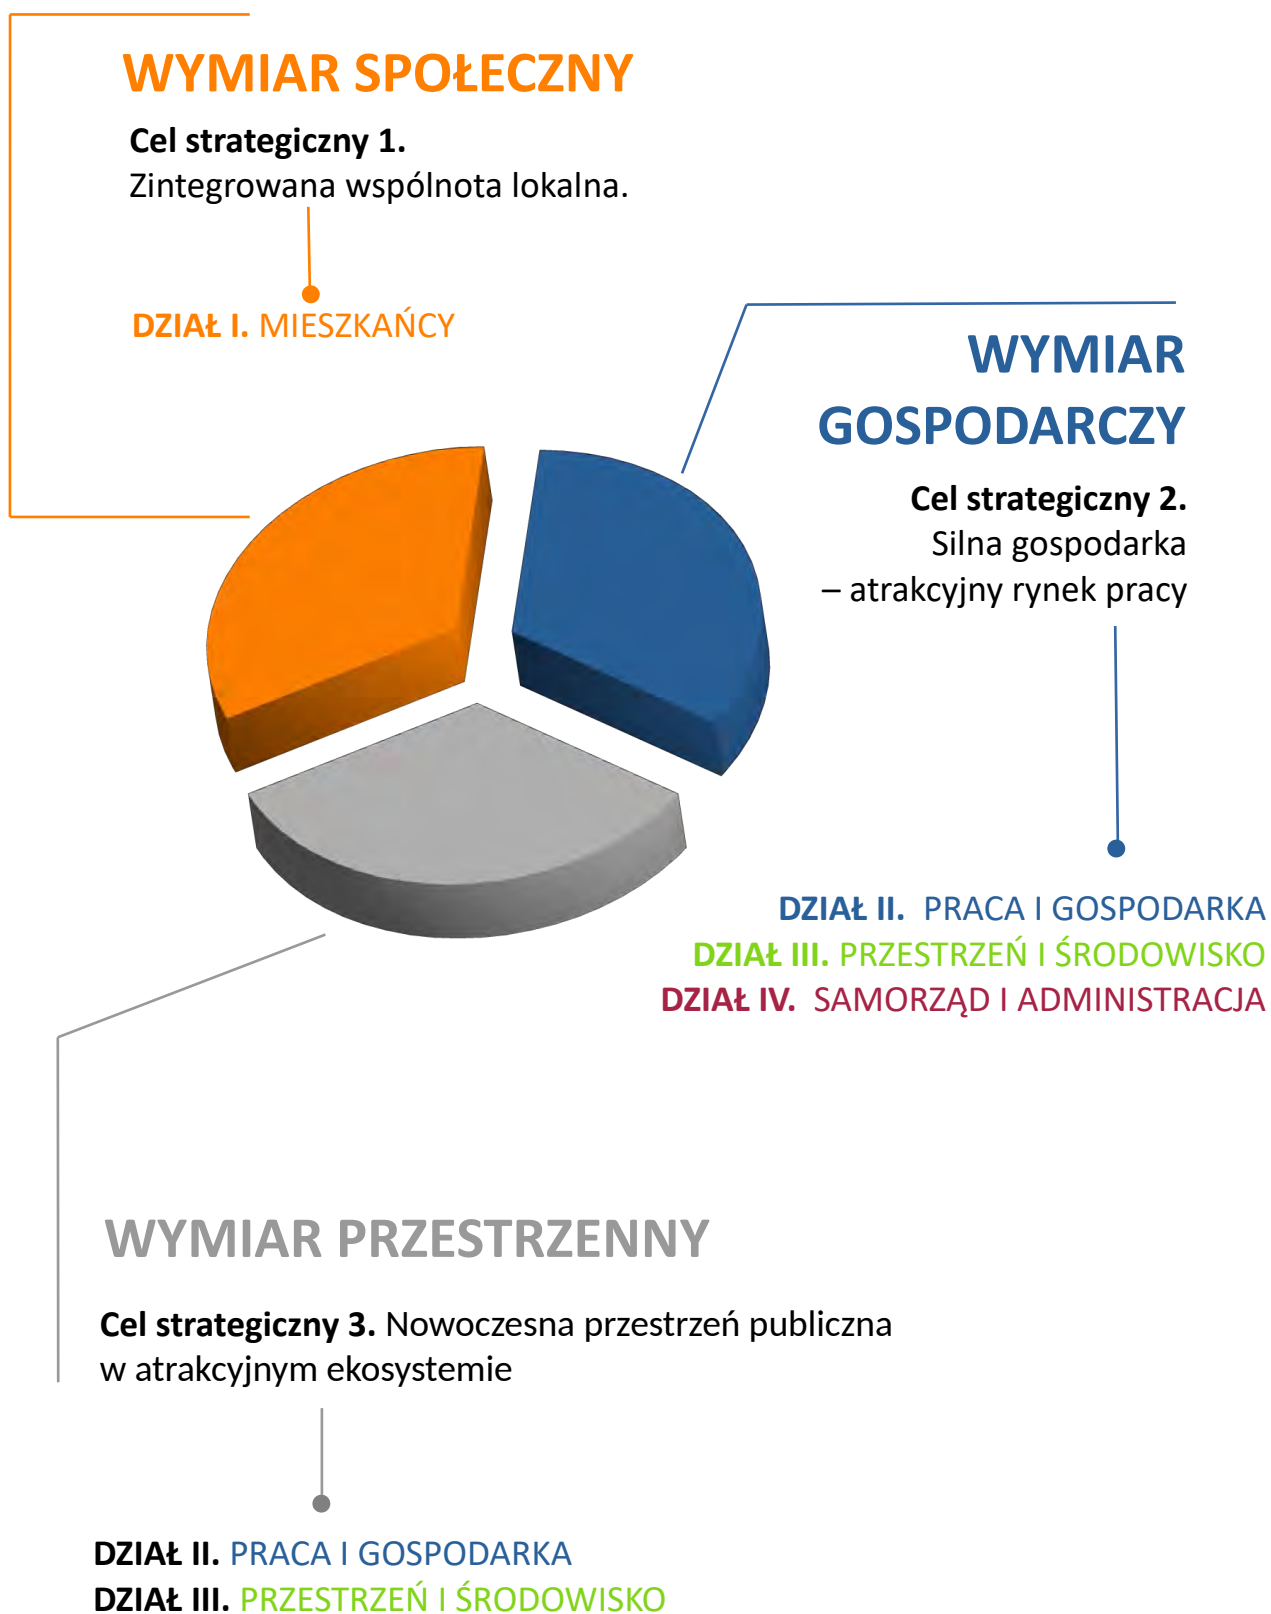 WYMIAR SPOŁECZNY
Cel strategiczny 1.
Zintegrowana wspólnota lokalna.
DZIAŁ I. MIESZKAŃCY
WYMIAR
GOSPODARCZY
Cel strategiczny 2.
Silna gospodarka
– atrakcyjny rynek pracy
DZIAŁ II. PRACA I GOSPODARKA
DZIAŁ III. PRZESTRZEŃ I ŚRODOWISKO
DZIAŁ IV. SAMORZĄD I ADMINISTRACJA
WYMIAR PRZESTRZENNY
Cel strategiczny 3. Nowoczesna przestrzeń publiczna
w atrakcyjnym ekosystemie
DZIAŁ II. PRACA I GOSPODARKA
DZIAŁ III. PRZESTRZEŃ I ŚRODOWISKO